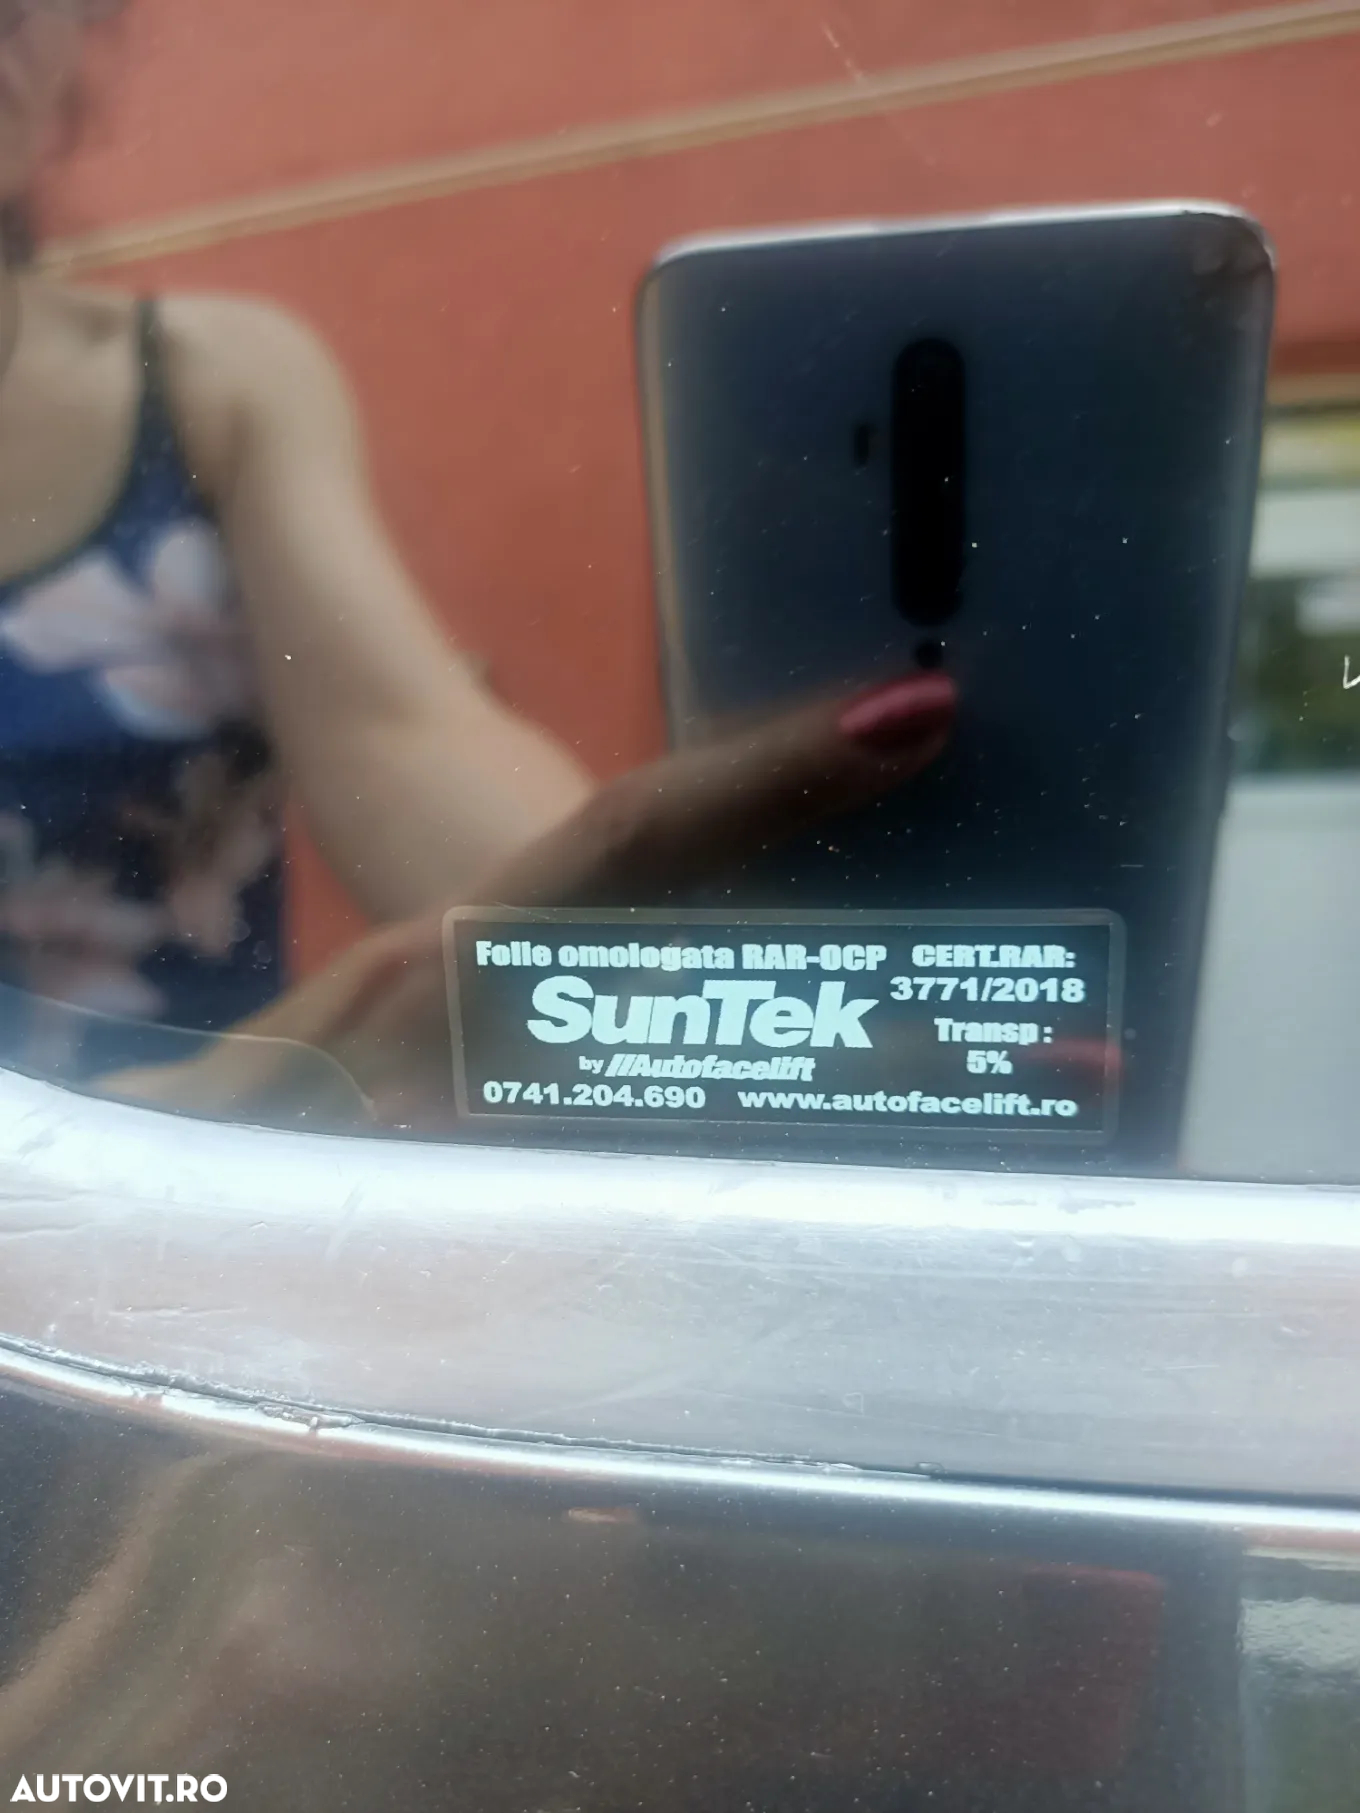 Folie omologata RAR-OCP CERT.RAR:
SunTek 3771/2018
Transp:
by ///Autofacelift 5%
0741.204.690 www.autofacelift.ro
AUTOVIT.RO